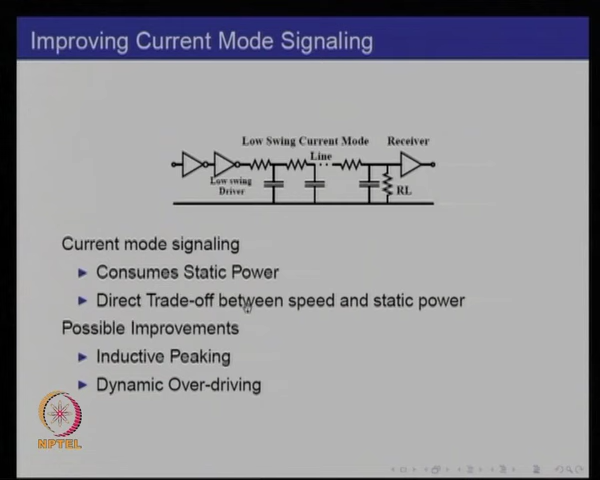 Improving Current Mode Signaling
Low Swing Current Mode Receiver
Line
Low swing
Driver
RL
Current mode signaling
Consumes Static Power
Direct Trade-off between speed and static power
Possible Improvements
Inductive Peaking
Dynamic Over-driving
NPTEL